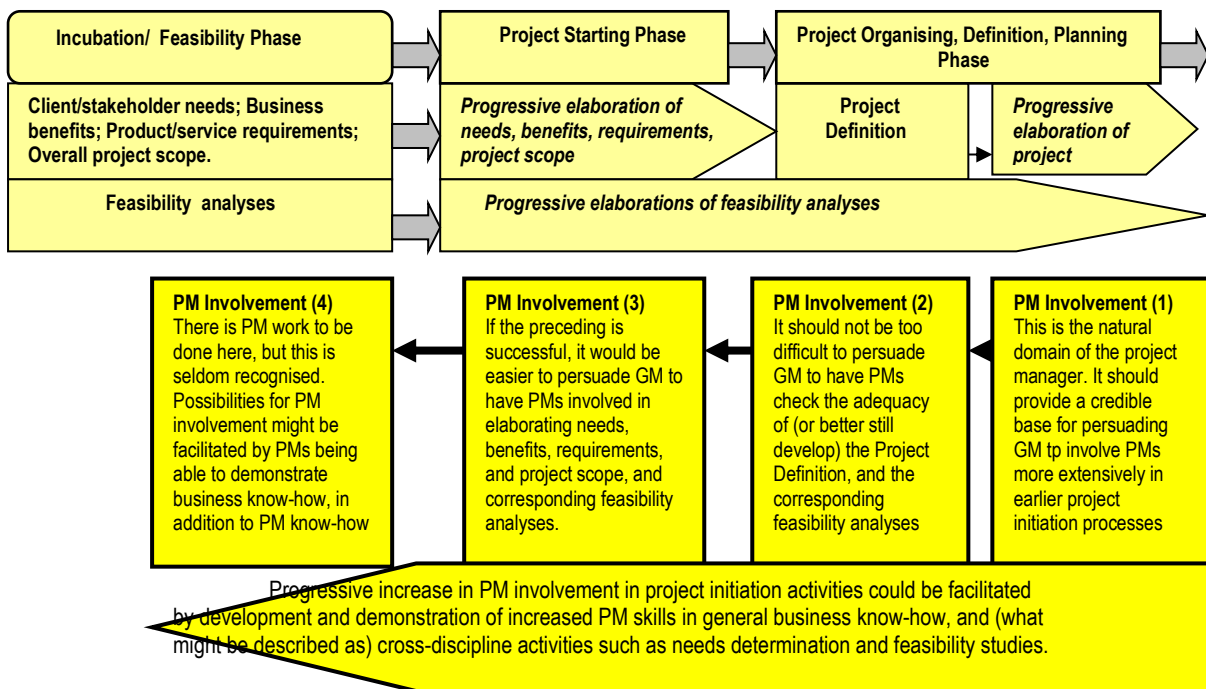 Incubation/ Feasibility Phase
Project Starting Phase
Project Organising, Definition, Planning
Phase
Client/stakeholder needs; Business
benefits; Product/service requirements;
Overall project scope.
Progressive elaboration of
needs, benefits, requirements,
project scope
Project
Definition
Progressive
elaboration of
project
Feasibility analyses
Progressive elaborations of feasibility analyses
PM Involvement (4)
There is PM work to be
done here, but this is
seldom recognised.
Possibilities for PM
involvement might be
facilitated by PMs being
able to demonstrate
business know-how, in
addition to PM know-how
PM Involvement (3)
If the preceding is
successful, it would be
easier to persuade GM to
have PMs involved in
elaborating needs,
benefits, requirements,
and project scope, and
corresponding feasibility
analyses.
PM Involvement (2)
It should not be too
difficult to persuade
GM to have PMs
check the adequacy
of (or better still
develop) the Project
Definition, and the
corresponding
feasibility analyses
PM Involvement (1)
This is the natural
domain of the project
manager. It should
provide a credible
base for persuading
GM tp involve PMs
more extensively in
earlier project
initiation processes
Progressive increase in PM involvement in project initiation activities could be facilitated
by development and demonstration of increased PM skills in general business know-how, and (what
might be described as) cross-discipline activities such as needs determination and feasibility studies.